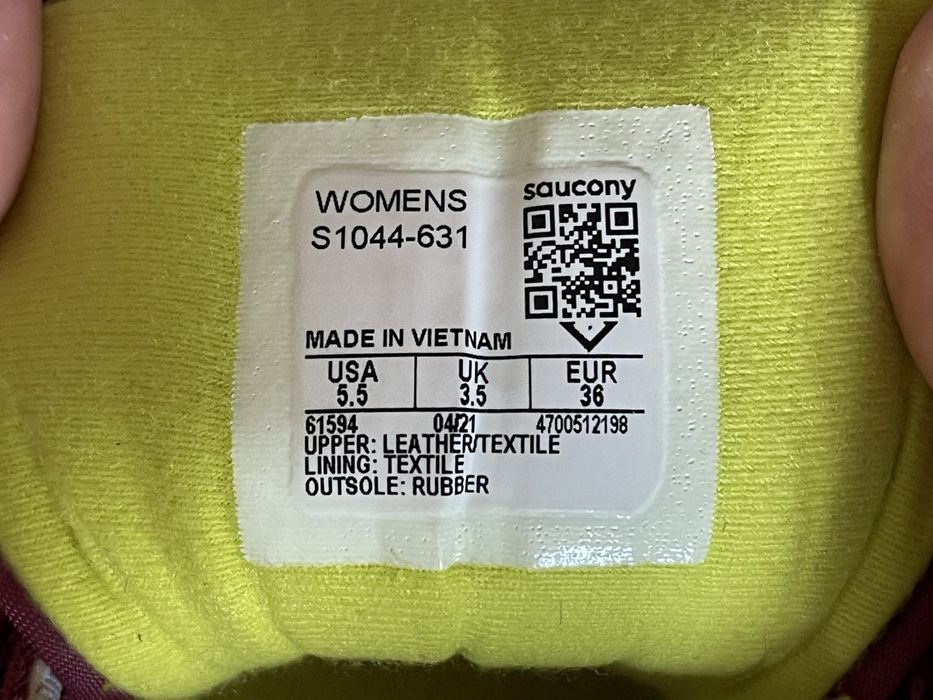 WOMENS
S1044-631
saucony
MADE IN VIETNAM
USA UK EUR
5.5 3.5 36
61594 04/21 4700512198
UPPER: LEATHER/TEXTILE
LINING: TEXTILE
OUTSOLE: RUBBER